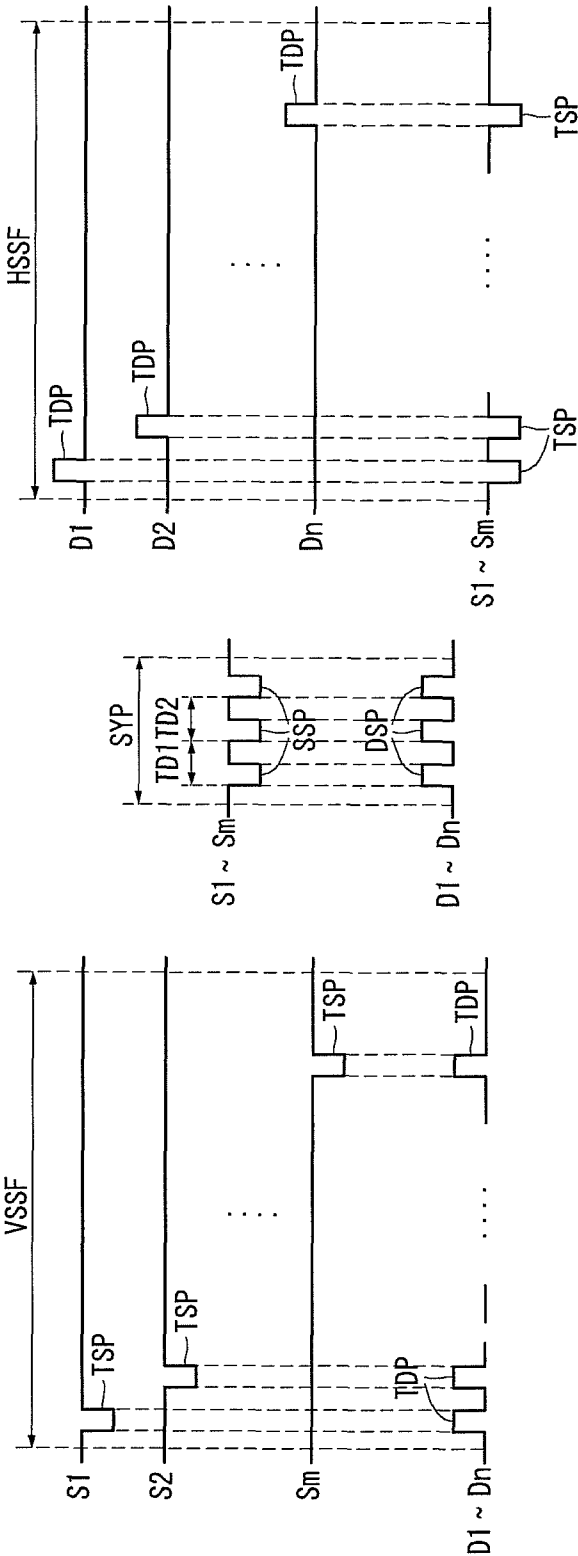 VSSF
S1
TSP
S2
TSP
Sm
TSP
TDP
TDP
D1 ~ Dn
SYP
TD1 TD2
S1 ~ Sm
SSP
DSP
D1 ~ Dn
HSSF
D1
TDP
D2
TDP
Dn
TDP
S1 ~ Sm
TSP
TSP